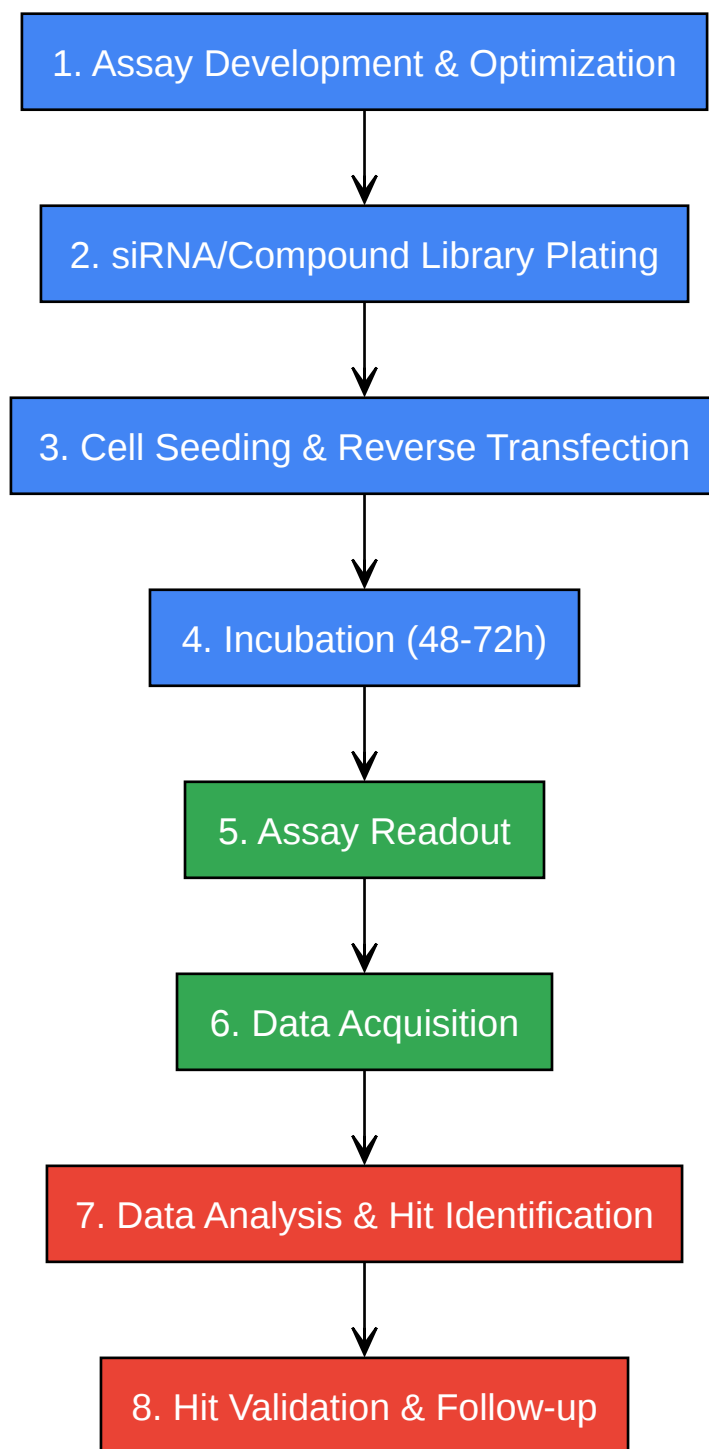 1. Assay Development & Optimization
2. siRNA/Compound Library Plating
3. Cell Seeding & Reverse Transfection
4. Incubation (48-72h)
5. Assay Readout
6. Data Acquisition
7. Data Analysis & Hit Identification
8. Hit Validation & Follow-up